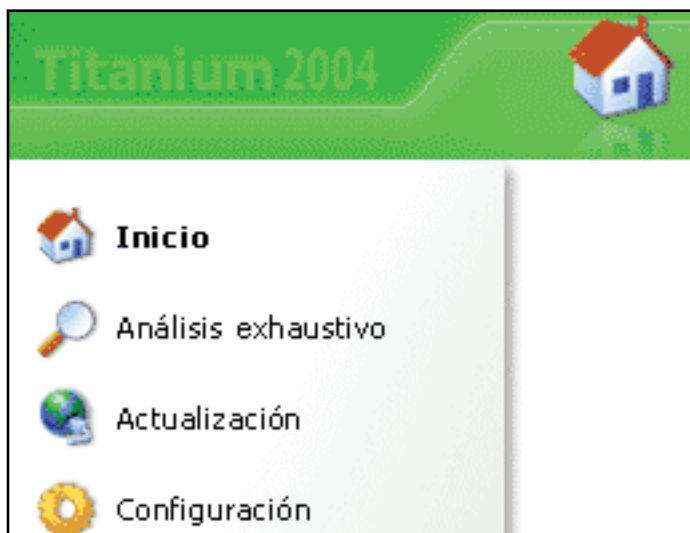 Titanium 2004
Inicio
Análisis exhaustivo
Actualización
Configuración